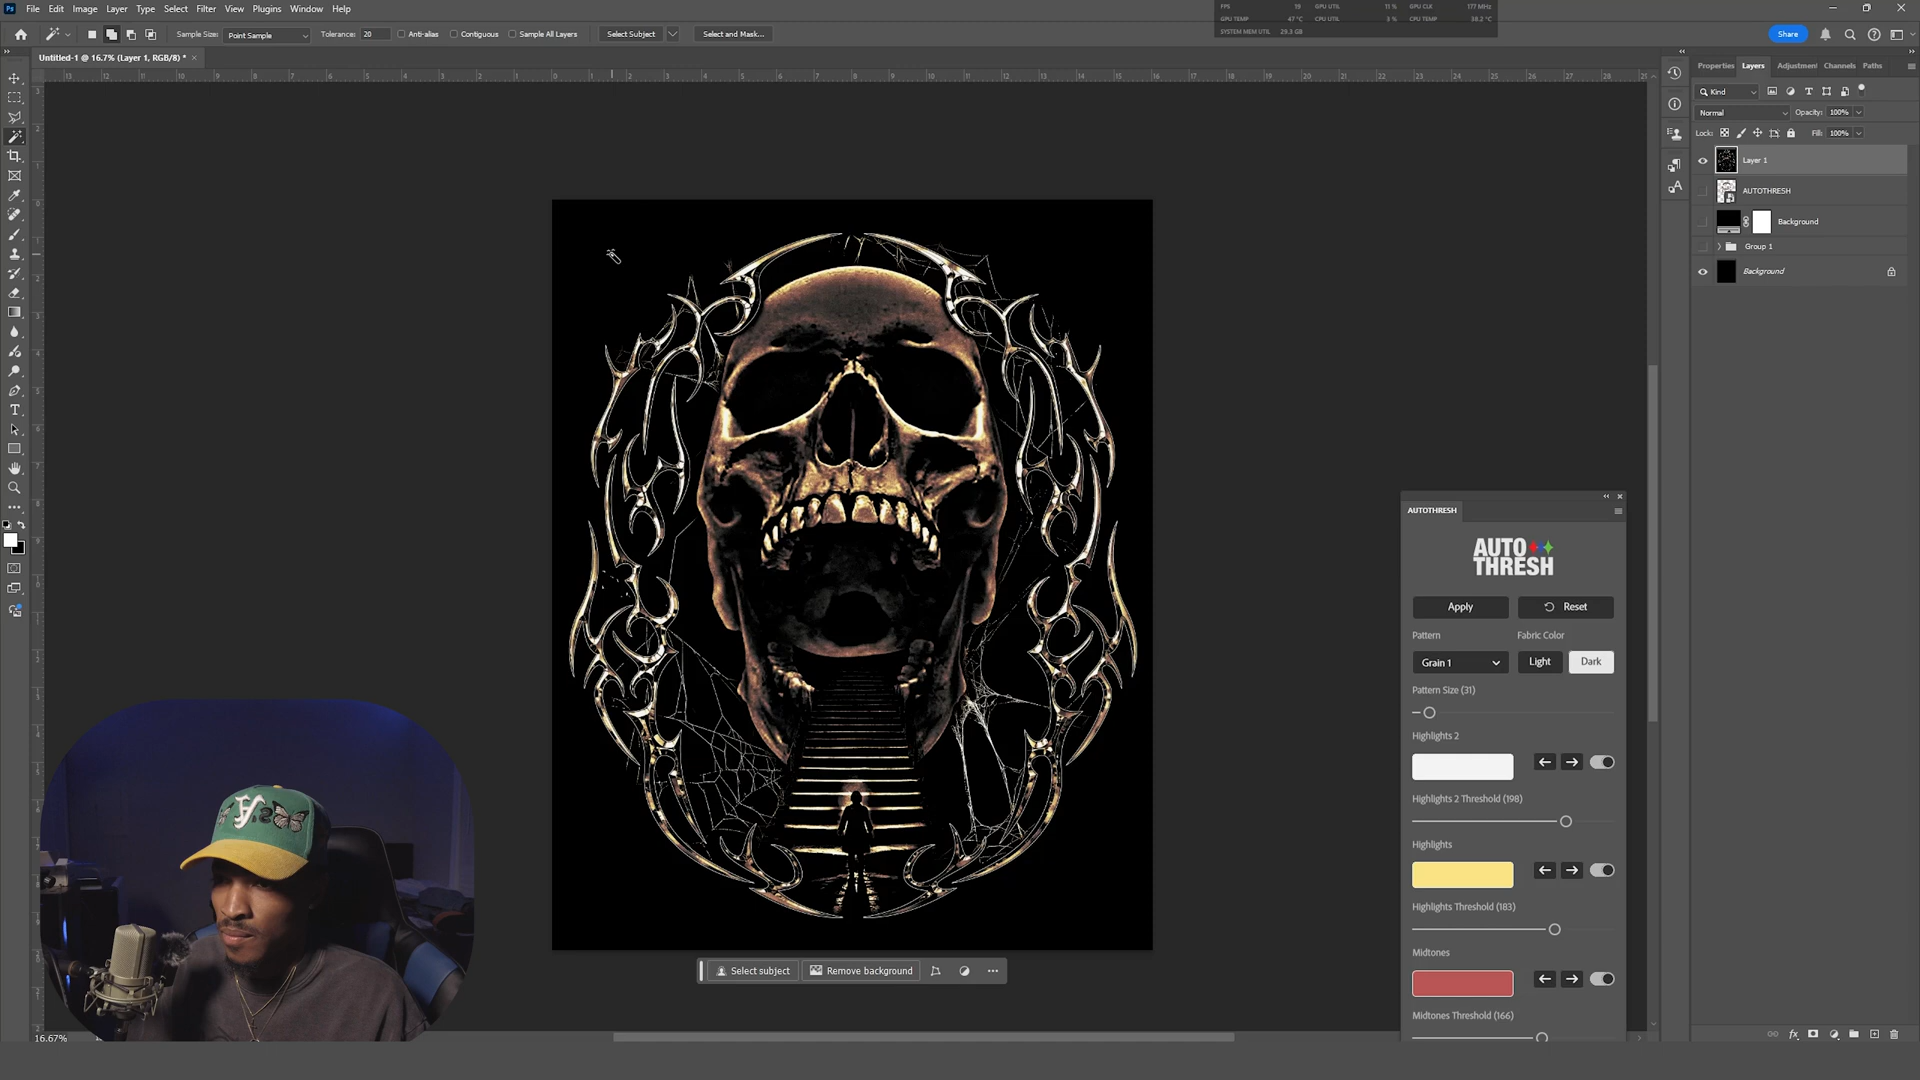 File Edit Image Layer Type Select Filter View Plugins Window Help
FPS 19 GPU UTIL 11 % GPU CLK 177 MHz
GPU TEMP 47 °C CPU UTIL 3 % CPU TEMP 38.2 °C
SYSTEM MEM UTIL 29.3 GB
Sample Size: Point Sample Tolerance: 20 Anti-alias Contiguous Sample All Layers Select Subject Select and Mask...
Share
Untitled-1 @ 16.7% (Layer 1, RGB/8) *
Properties Layers Adjustment Channels Paths
Kind
Normal Opacity: 100%
Lock: Fill: 100%
Layer 1
AUTOTHRESH
Background
Group 1
Background
AUTOTHRESH
AUTO
THRESH
Apply Reset
Pattern Fabric Color
Grain 1 Light Dark
Pattern Size (31)
Highlights 2
Highlights 2 Threshold (198)
Highlights
Highlights Threshold (183)
Midtones
Midtones Threshold (166)
Select subject Remove background
16.67%